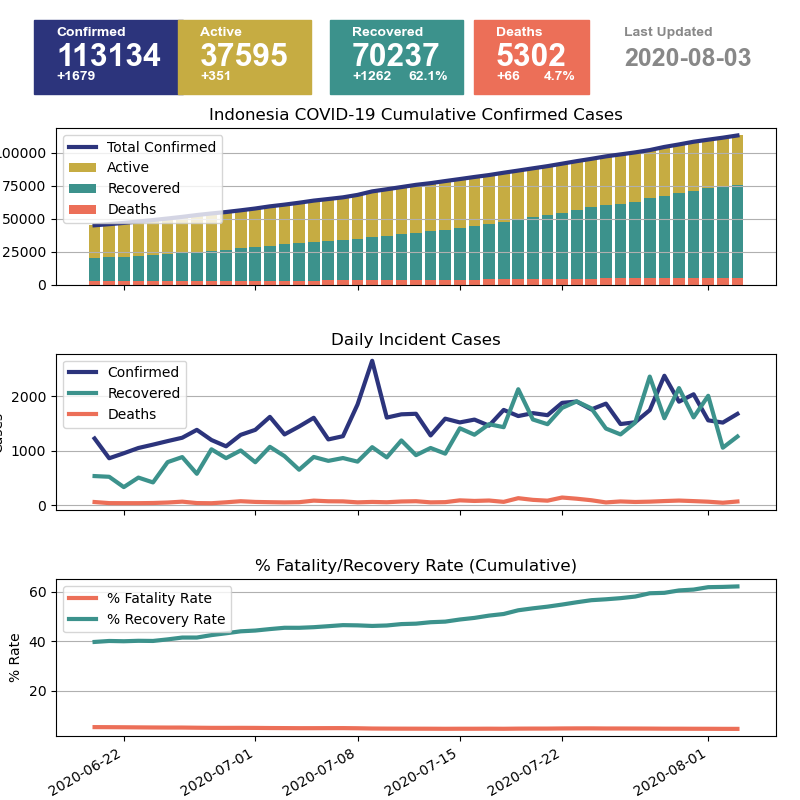 Confirmed
113134
+1679
Active
37595
+351
Recovered
70237
+1262 62.1%
Deaths
5302
+66 4.7%
Last Updated
2020-08-03
Indonesia COVID-19 Cumulative Confirmed Cases
Total Confirmed
Active
Recovered
Deaths
100000
75000
50000
25000
0
Daily Incident Cases
Confirmed
Recovered
Deaths
2000
1000
0
Cases
% Fatality/Recovery Rate (Cumulative)
% Fatality Rate
% Recovery Rate
60
40
20
% Rate
2020-06-22
2020-07-01
2020-07-08
2020-07-15
2020-07-22
2020-08-01